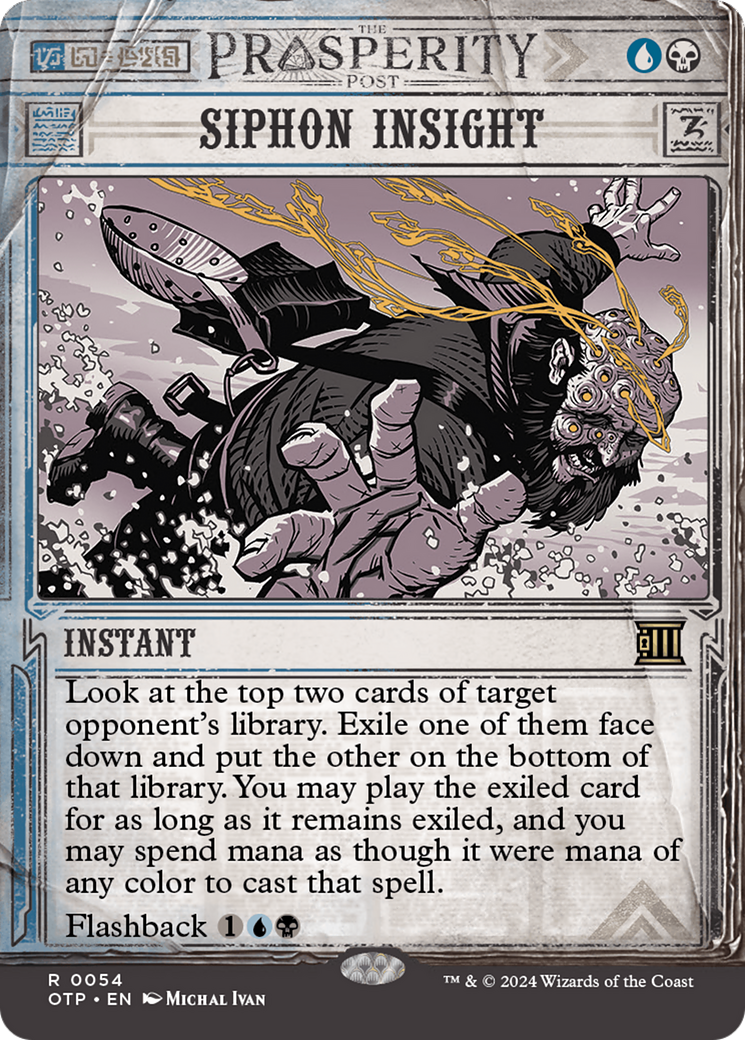 THE
PROSPERITY
POST
SIPHON INSIGHT
INSTANT
Look at the top two cards of target
opponent's library. Exile one of them face
down and put the other on the bottom of
that library. You may play the exiled card
for as long as it remains exiled, and you
may spend mana as though it were mana of
any color to cast that spell.
Flashback 1
R 0054
™ & © 2024 Wizards of the Coast
OTP • EN MICHAL IVAN